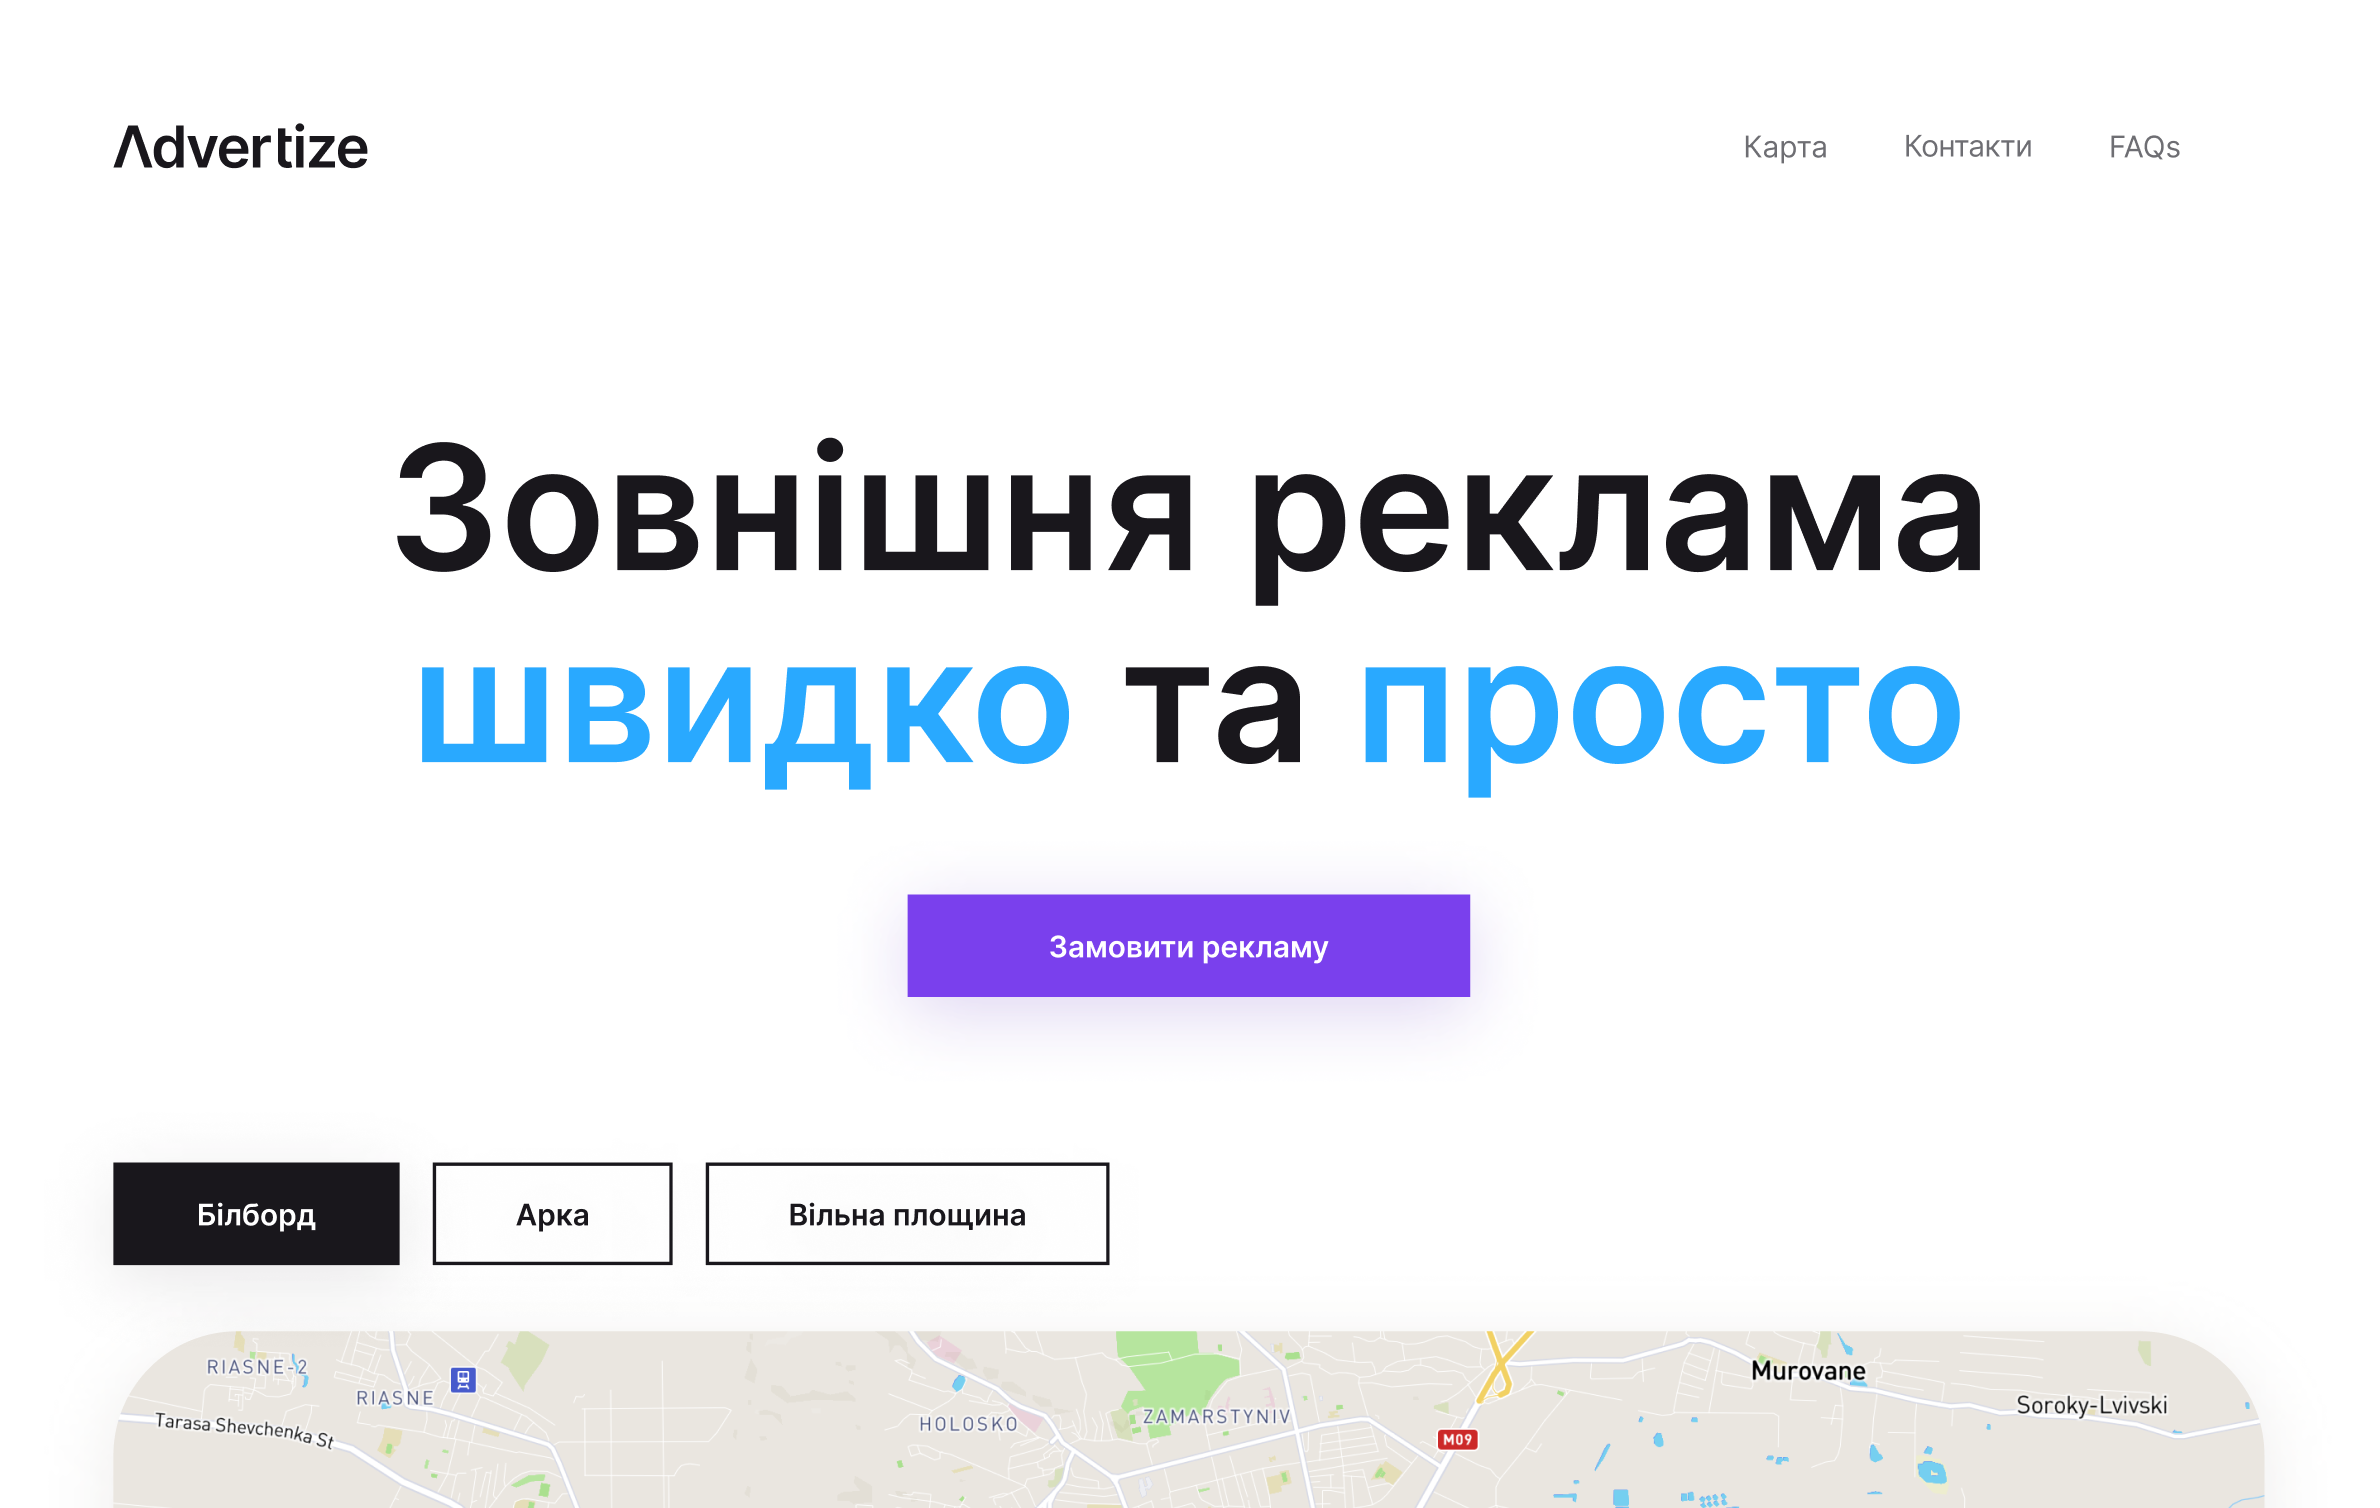 Advertize
Карта Контакти FAQs
Зовнішня реклама
швидко та просто
Замовити рекламу
Білборд Арка Вільна площина
RIASNE-2
RIASNE
Tarasa Shevchenka St
HOLOSKO
ZAMARSTYNIV
M09
Murovane
Soroky-Lvivski